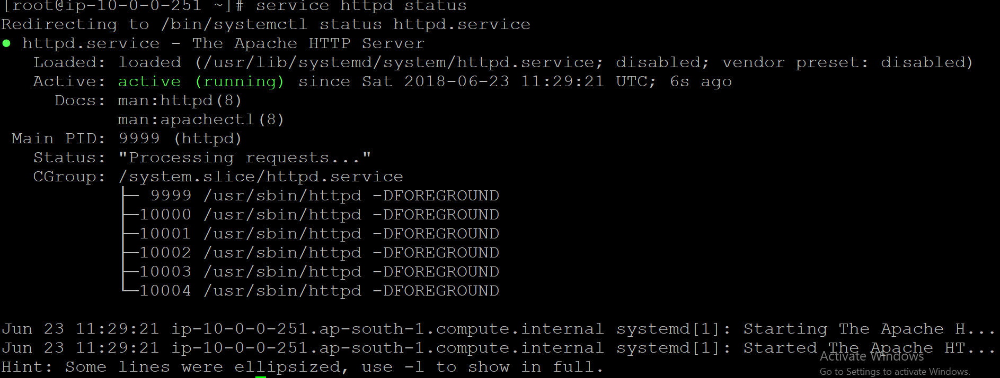 [root@ip-10-0-0-251 ~]# service httpd status
Redirecting to /bin/systemctl status httpd.service
● httpd.service - The Apache HTTP Server
   Loaded: loaded (/usr/lib/systemd/system/httpd.service; disabled; vendor preset: disabled)
   Active: active (running) since Sat 2018-06-23 11:29:21 UTC; 6s ago
     Docs: man:httpd(8)
           man:apachectl(8)
 Main PID: 9999 (httpd)
   Status: "Processing requests..."
   CGroup: /system.slice/httpd.service
           ├─ 9999 /usr/sbin/httpd -DFOREGROUND
           ├─10000 /usr/sbin/httpd -DFOREGROUND
           ├─10001 /usr/sbin/httpd -DFOREGROUND
           ├─10002 /usr/sbin/httpd -DFOREGROUND
           ├─10003 /usr/sbin/httpd -DFOREGROUND
           └─10004 /usr/sbin/httpd -DFOREGROUND
Jun 23 11:29:21 ip-10-0-0-251.ap-south-1.compute.internal systemd[1]: Starting The Apache H...
Jun 23 11:29:21 ip-10-0-0-251.ap-south-1.compute.internal systemd[1]: Started The Apache HT...
Hint: Some lines were ellipsized, use -l to show in full.
Activate Windows
Go to Settings to activate Windows.